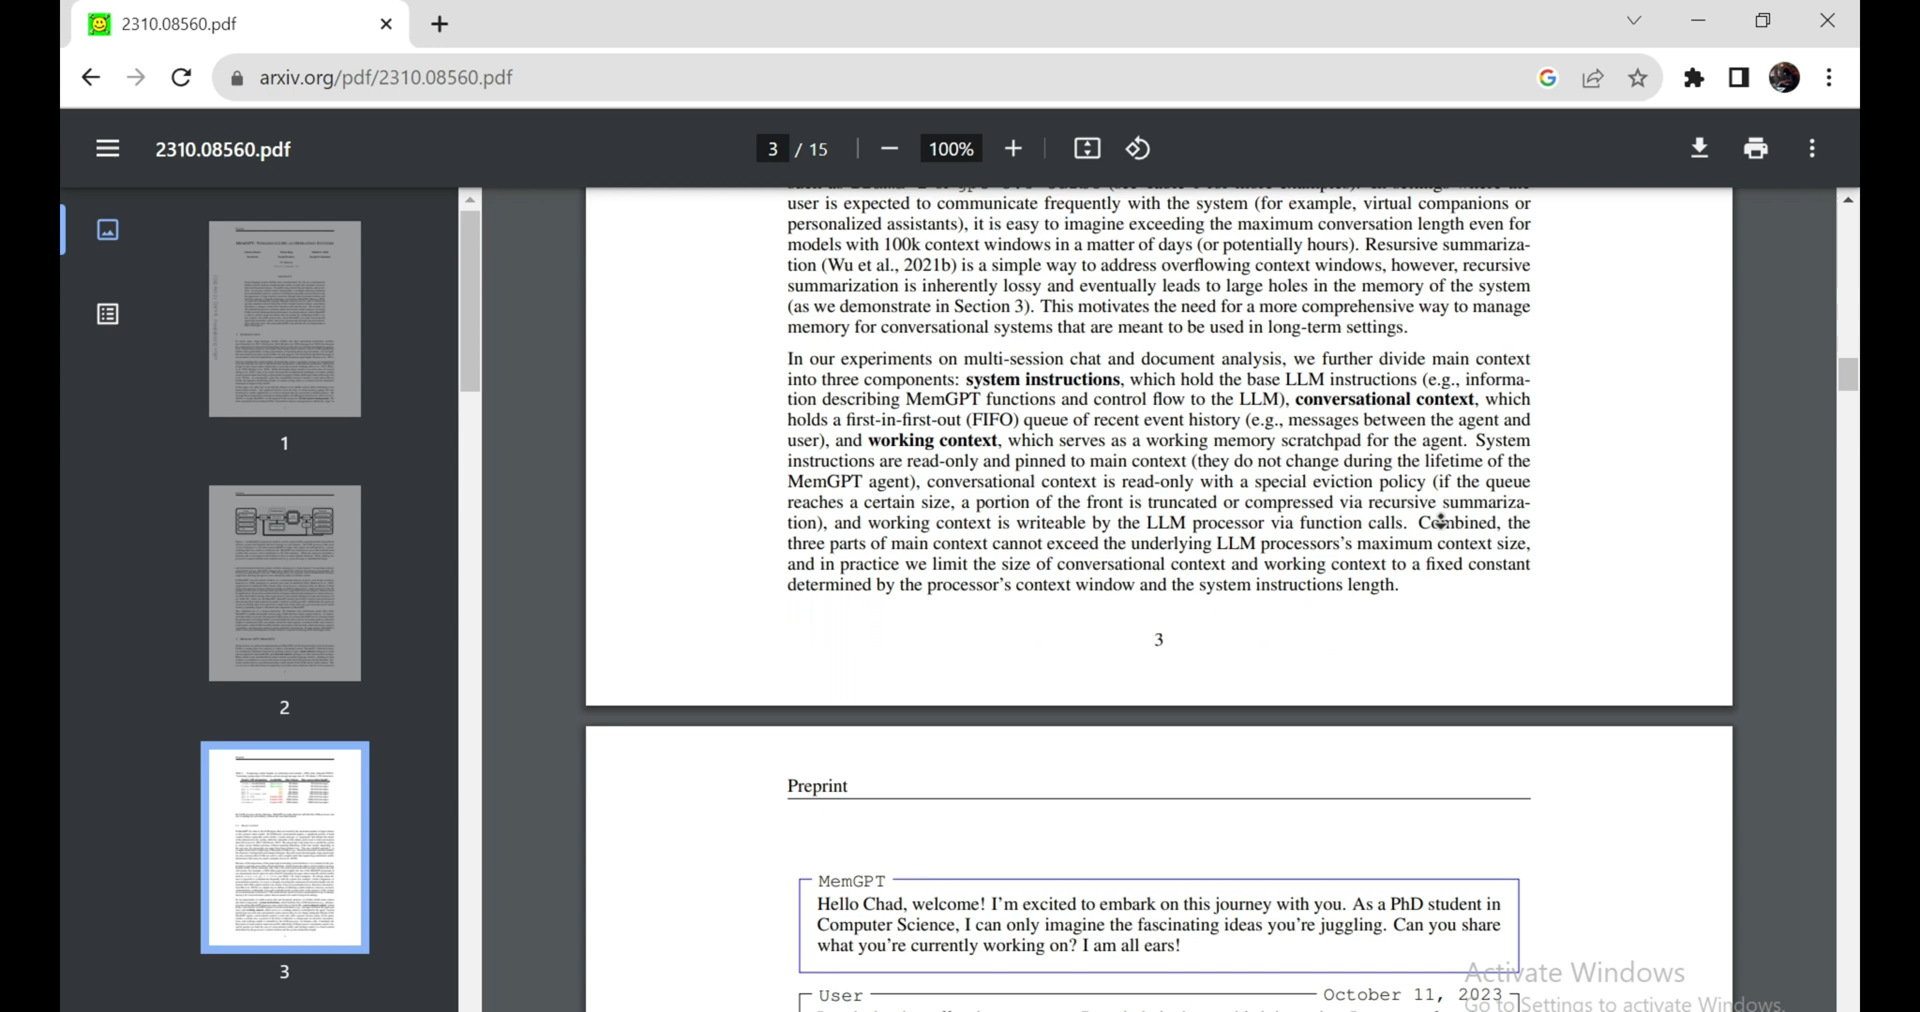 2310.08560.pdf
arxiv.org/pdf/2310.08560.pdf
2310.08560.pdf
3 / 15
100%
1
2
3
user is expected to communicate frequently with the system (for example, virtual companions or
personalized assistants), it is easy to imagine exceeding the maximum conversation length even for
models with 100k context windows in a matter of days (or potentially hours). Resursive summariza-
tion (Wu et al., 2021b) is a simple way to address overflowing context windows, however, recursive
summarization is inherently lossy and eventually leads to large holes in the memory of the system
(as we demonstrate in Section 3). This motivates the need for a more comprehensive way to manage
memory for conversational systems that are meant to be used in long-term settings.
In our experiments on multi-session chat and document analysis, we further divide main context
into three components: system instructions, which hold the base LLM instructions (e.g., informa-
tion describing MemGPT functions and control flow to the LLM), conversational context, which
holds a first-in-first-out (FIFO) queue of recent event history (e.g., messages between the agent and
user), and working context, which serves as a working memory scratchpad for the agent. System
instructions are read-only and pinned to main context (they do not change during the lifetime of the
MemGPT agent), conversational context is read-only with a special eviction policy (if the queue
reaches a certain size, a portion of the front is truncated or compressed via recursive summariza-
tion), and working context is writeable by the LLM processor via function calls. Combined, the
three parts of main context cannot exceed the underlying LLM processors's maximum context size,
and in practice we limit the size of conversational context and working context to a fixed constant
determined by the processor's context window and the system instructions length.
3
Preprint
MemGPT
Hello Chad, welcome! I'm excited to embark on this journey with you. As a PhD student in
Computer Science, I can only imagine the fascinating ideas you're juggling. Can you share
what you're currently working on? I am all ears!
User October 11, 2023
Activate Windows
Go to Settings to activate Windows.